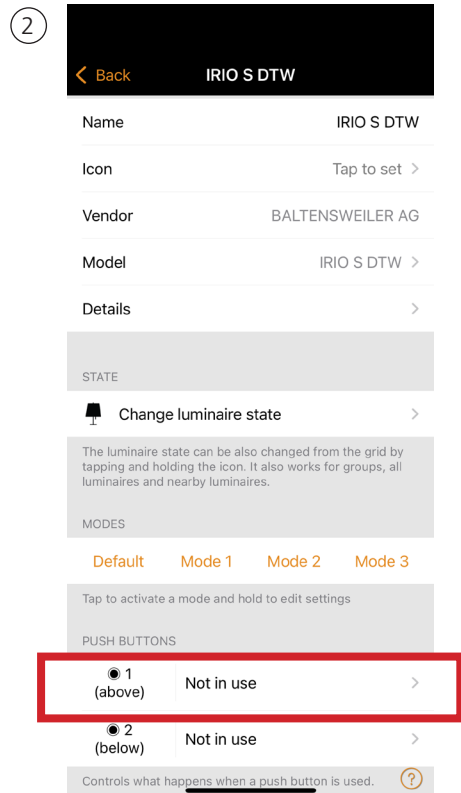 2
Back IRIO S DTW
Name IRIO S DTW
Icon Tap to set
Vendor BALTENSWEILER AG
Model IRIO S DTW
Details
STATE
Change luminaire state
The luminaire state can be also changed from the grid by
tapping and holding the icon. It also works for groups, all
luminaires and nearby luminaires.
MODES
Default Mode 1 Mode 2 Mode 3
Tap to activate a mode and hold to edit settings
PUSH BUTTONS
1
(above) Not in use
2
(below) Not in use
Controls what happens when a push button is used. ?